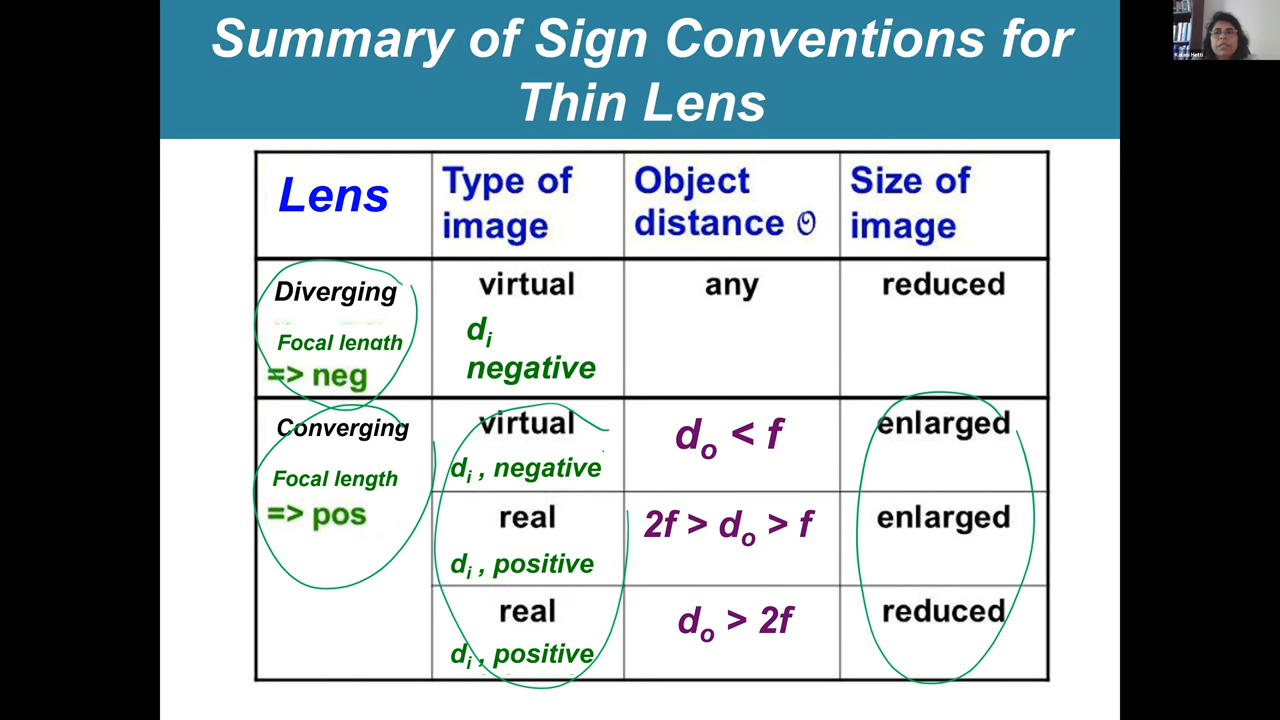 Summary of Sign Conventions for
Thin Lens
Lens
Type of
image
Object
distance O
Size of
image
Diverging
Focal length
=> neg
virtual
di
negative
any
reduced
Converging
Focal length
=> pos
virtual
di , negative
do < f
enlarged
real
di , positive
2f > do > f
enlarged
real
di , positive
do > 2f
reduced